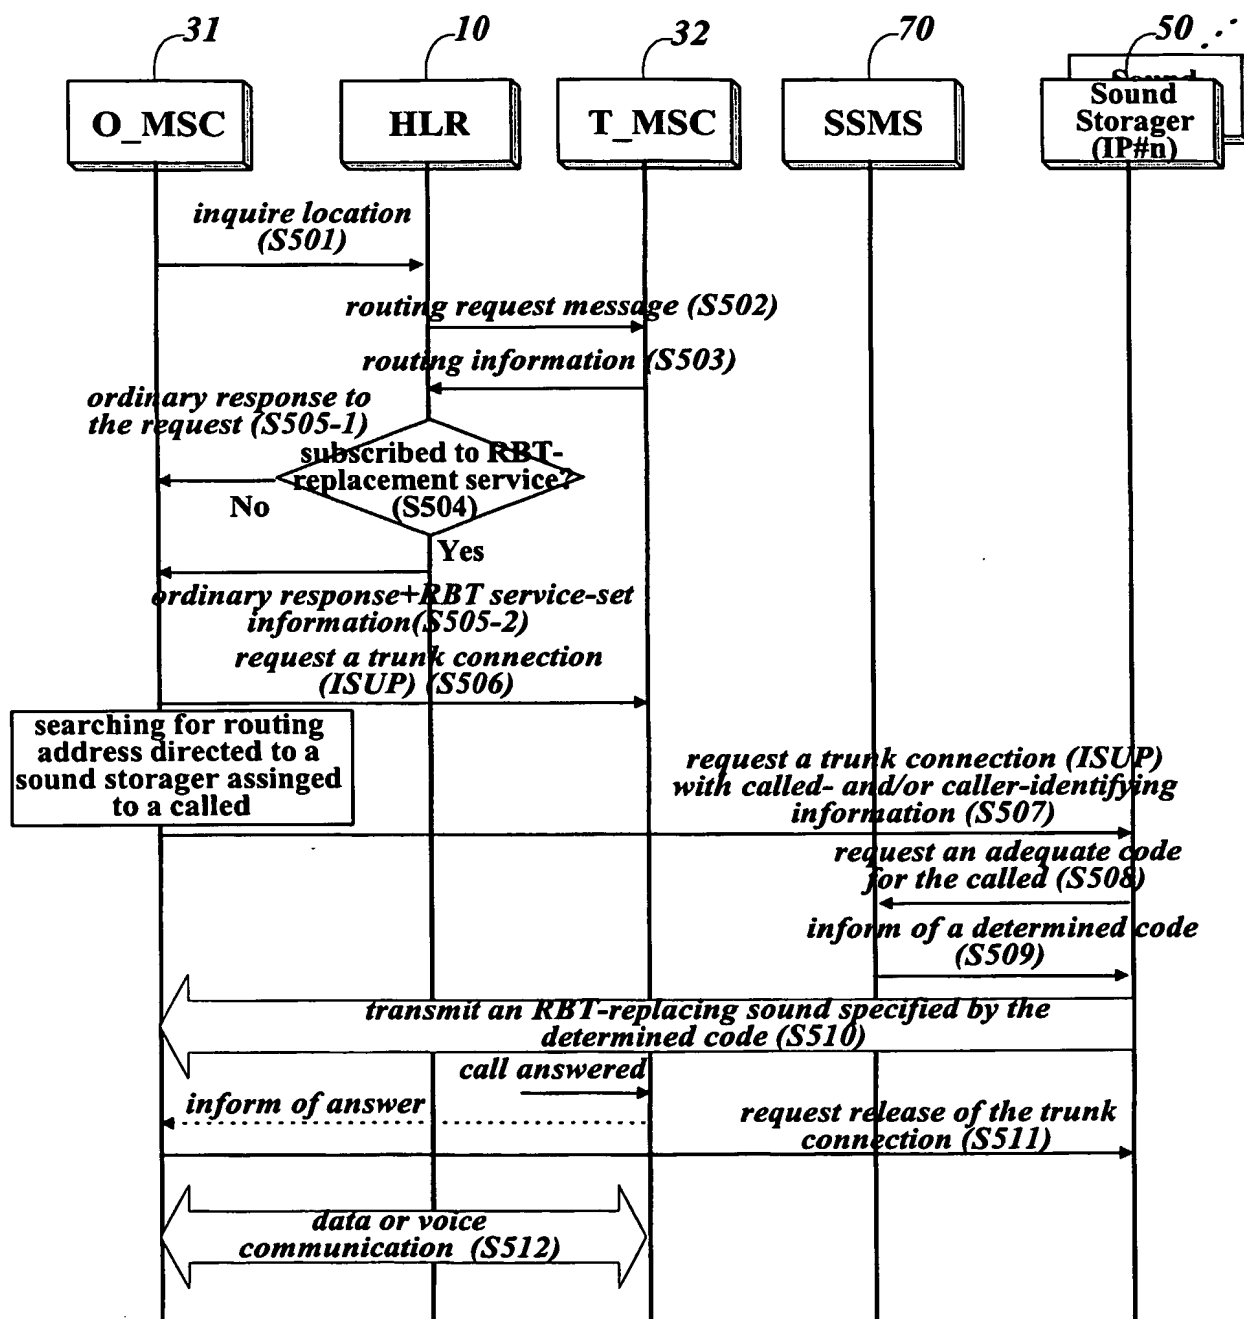 31
10
32
70
50
O_MSC
HLR
T_MSC
SSMS
Sound
Sound
Storager
(IP#n)
inquire location
(S501)
routing request message (S502)
routing information (S503)
ordinary response to
the request (S505-1)
subscribed to RBT-
replacement service?
(S504)
No
Yes
ordinary response+RBT service-set
information(S505-2)
request a trunk connection
(ISUP) (S506)
searching for routing
address directed to a
sound storager assinged
to a called
request a trunk connection (ISUP)
with called- and/or caller-identifying
information (S507)
request an adequate code
for the called (S508)
inform of a determined code
(S509)
transmit an RBT-replacing sound specified by the
determined code (S510)
call answered
inform of answer
request release of the trunk
connection (S511)
data or voice
communication (S512)